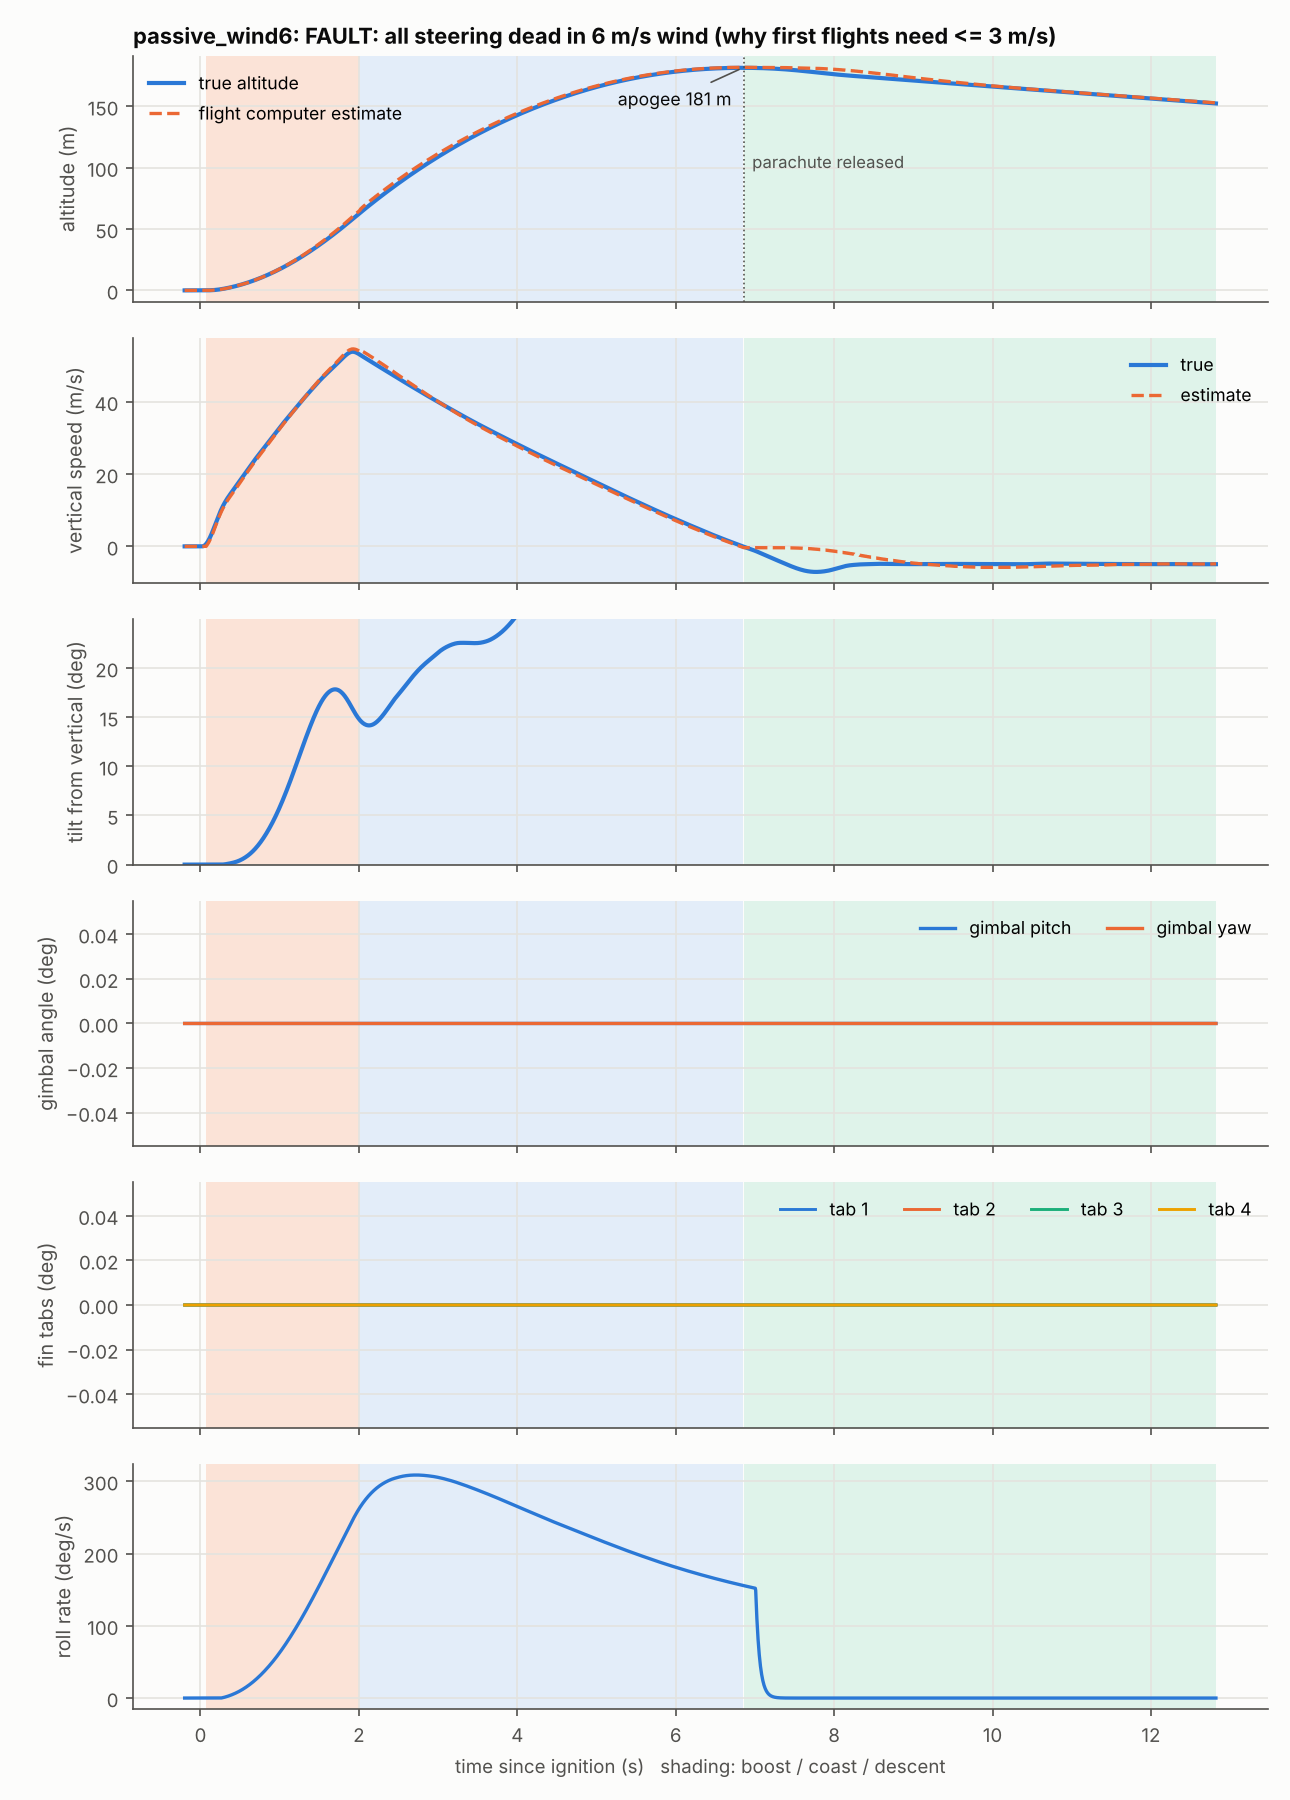 passive_wind6: FAULT: all steering dead in 6 m/s wind (why first flights need <= 3 m/s)
true altitude
flight computer estimate
apogee 181 m
parachute released
altitude (m)
150
100
50
0
true
estimate
vertical speed (m/s)
40
20
0
tilt from vertical (deg)
20
15
10
5
0
gimbal pitch
gimbal yaw
gimbal angle (deg)
0.04
0.02
0.00
−0.02
−0.04
tab 1
tab 2
tab 3
tab 4
fin tabs (deg)
0.04
0.02
0.00
−0.02
−0.04
roll rate (deg/s)
300
200
100
0
0 2 4 6 8 10 12
time since ignition (s)   shading: boost / coast / descent